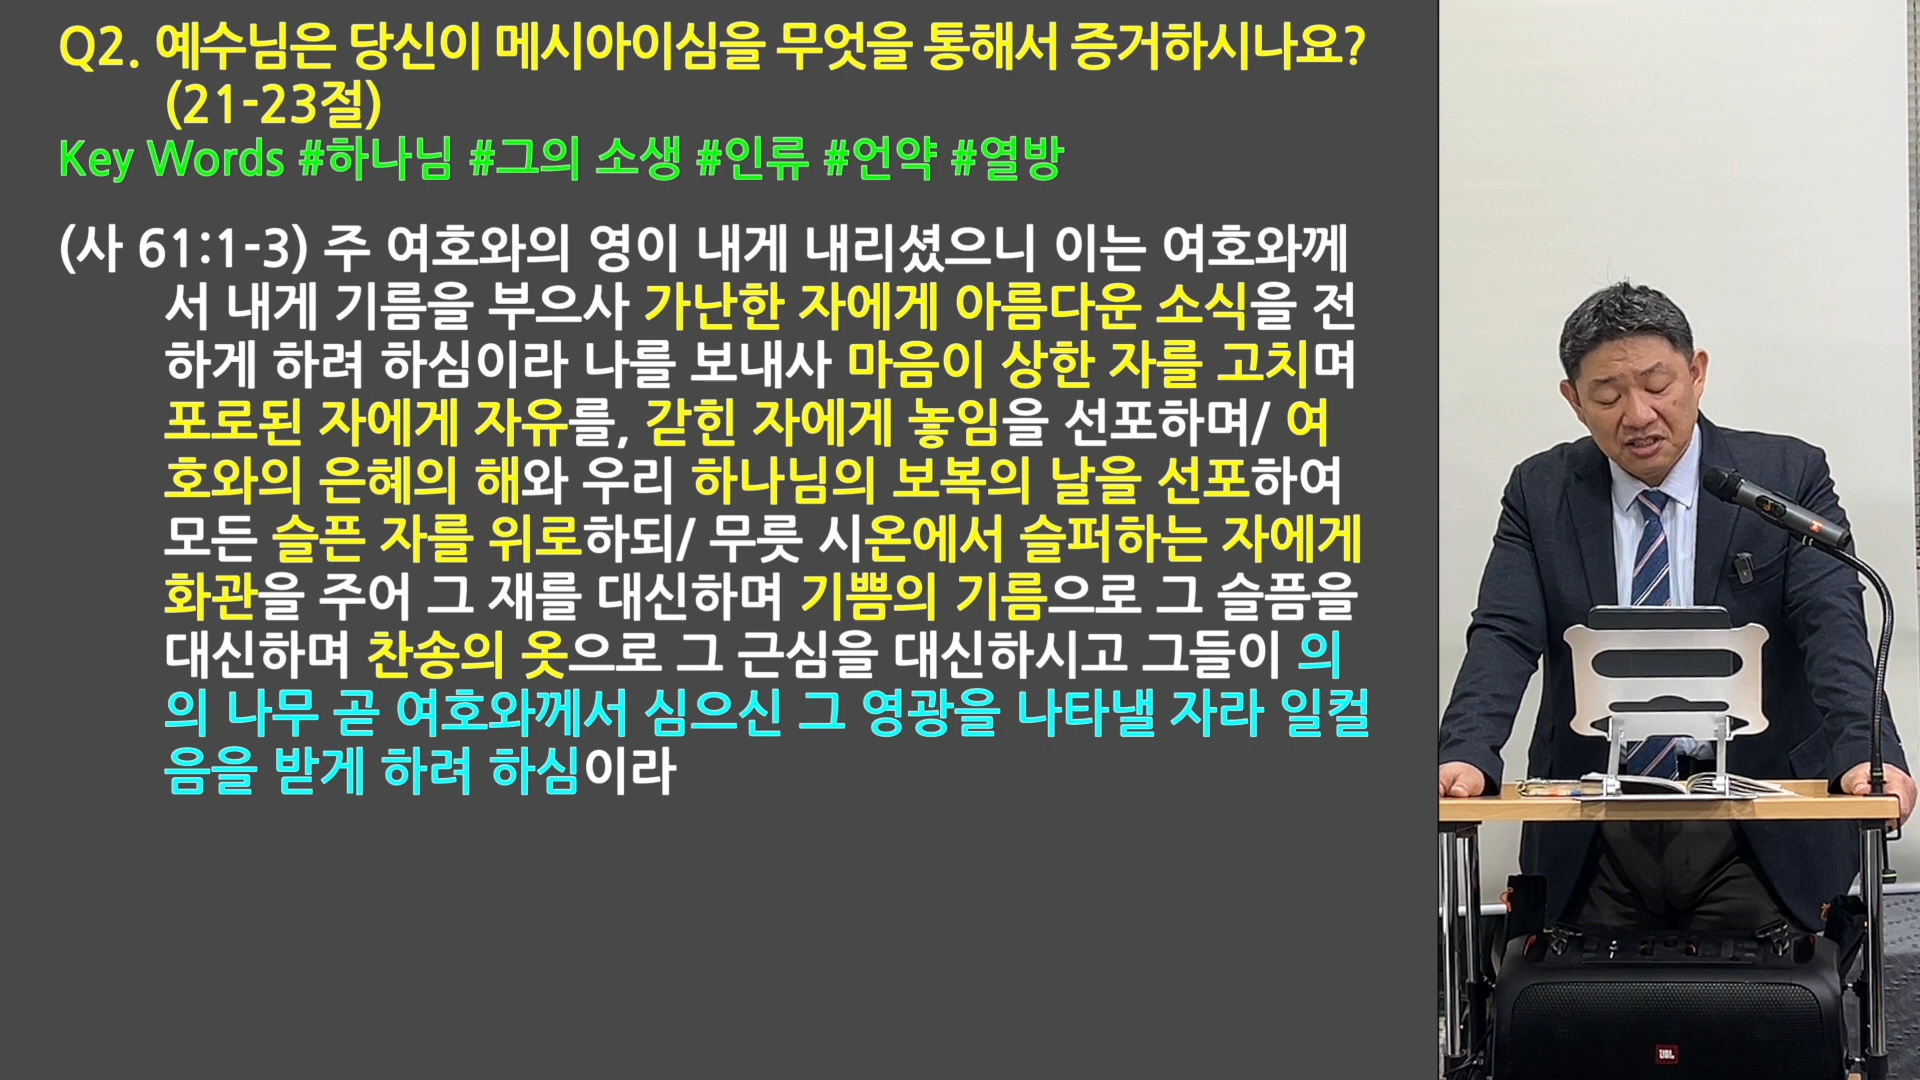 Q2. 예수님은 당신이 메시아이심을 무엇을 통해서 증거하시나요?
(21-23절)
Key Words #하나님 #그의 소생 #인류 #언약 #열방
(사 61:1-3) 주 여호와의 영이 내게 내리셨으니 이는 여호와께
서 내게 기름을 부으사 가난한 자에게 아름다운 소식을 전
하게 하려 하심이라 나를 보내사 마음이 상한 자를 고치며
포로된 자에게 자유를, 갇힌 자에게 놓임을 선포하며/ 여
호와의 은혜의 해와 우리 하나님의 보복의 날을 선포하여
모든 슬픈 자를 위로하되/ 무릇 시온에서 슬퍼하는 자에게
화관을 주어 그 재를 대신하며 기쁨의 기름으로 그 슬픔을
대신하며 찬송의 옷으로 그 근심을 대신하시고 그들이 의
의 나무 곧 여호와께서 심으신 그 영광을 나타낼 자라 일컬
음을 받게 하려 하심이라
JBL